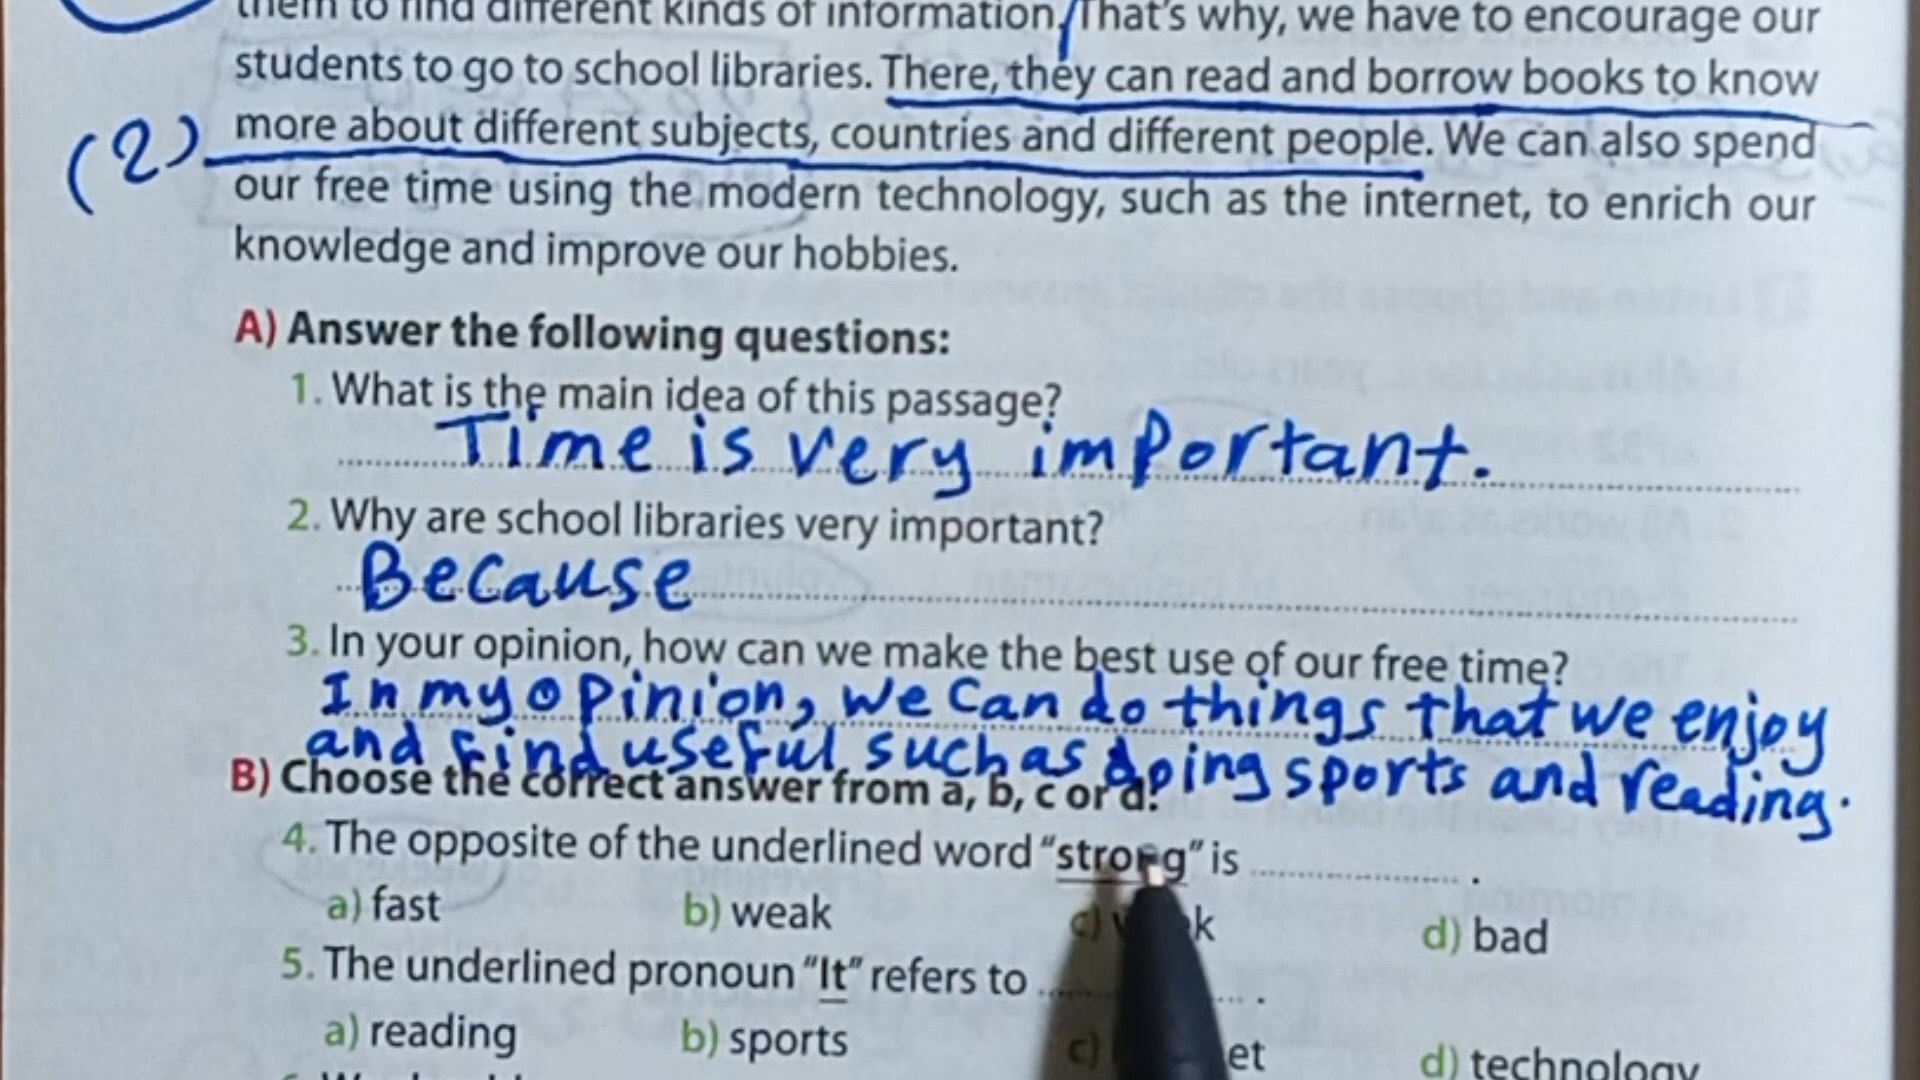 them to find different kinds of information. That's why, we have to encourage our
students to go to school libraries. There, they can read and borrow books to know
(2) more about different subjects, countries and different people. We can also spend
our free time using the modern technology, such as the internet, to enrich our
knowledge and improve our hobbies.
A) Answer the following questions:
1. What is the main idea of this passage?
Time is very important.
2. Why are school libraries very important?
Because
3. In your opinion, how can we make the best use of our free time?
In my opinion, we can do things that we enjoy
and find useful such as doing sports and reading.
B) Choose the correct answer from a, b, c or d:
4. The opposite of the underlined word "strong" is .................... .
a) fast b) weak c) d) bad
5. The underlined pronoun "It" refers to .................... .
a) reading b) sports c) d) technology